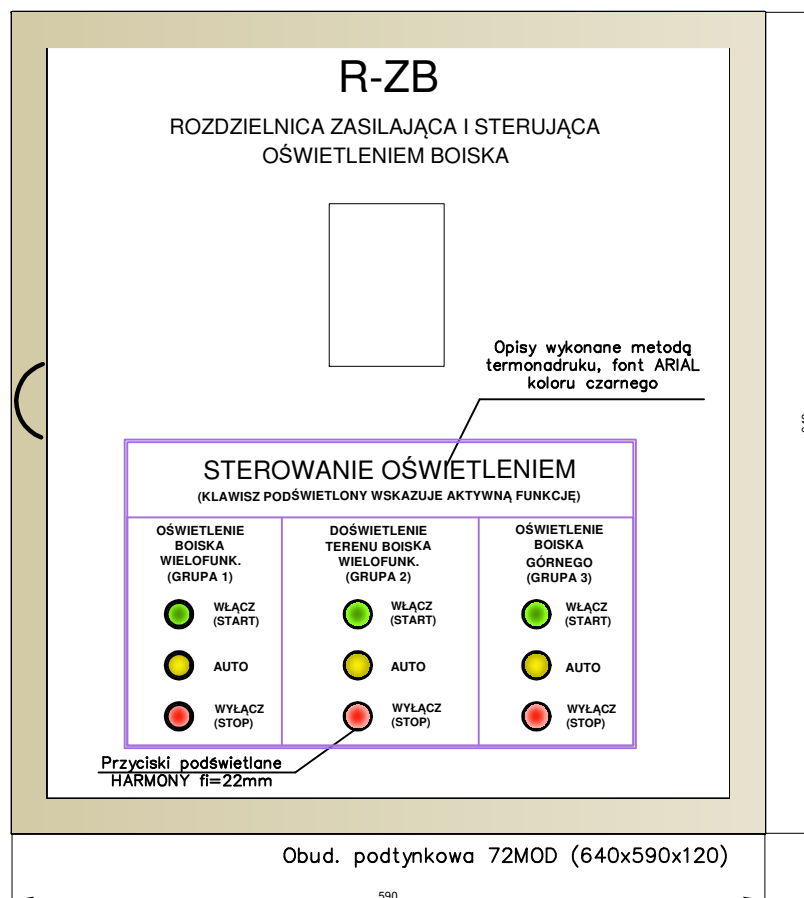 R-ZB
ROZDZIELNICA ZASILAJĄCA I STERUJĄCA
OŚWIETLENIEM BOISKA
Opisy wykonane metodą
termonadruku, font ARIAL
koloru czarnego
STEROWANIE OŚWIETLENIEM
(KLAWISZ PODŚWIETLONY WSKAZUJE AKTYWNĄ FUNKCJĘ)
OŚWIETLENIE
BOISKA
WIELOFUNK.
(GRUPA 1)
WŁĄCZ
(START)
AUTO
WYŁĄCZ
(STOP)
DOŚWIETLENIE
TERENU BOISKA
WIELOFUNK.
(GRUPA 2)
WŁĄCZ
(START)
AUTO
WYŁĄCZ
(STOP)
OŚWIETLENIE
BOISKA
GÓRNEGO
(GRUPA 3)
WŁĄCZ
(START)
AUTO
WYŁĄCZ
(STOP)
Przyciski podświetlane
HARMONY fi=22mm
Obud. podtynkowa 72MOD (640x590x120)
590